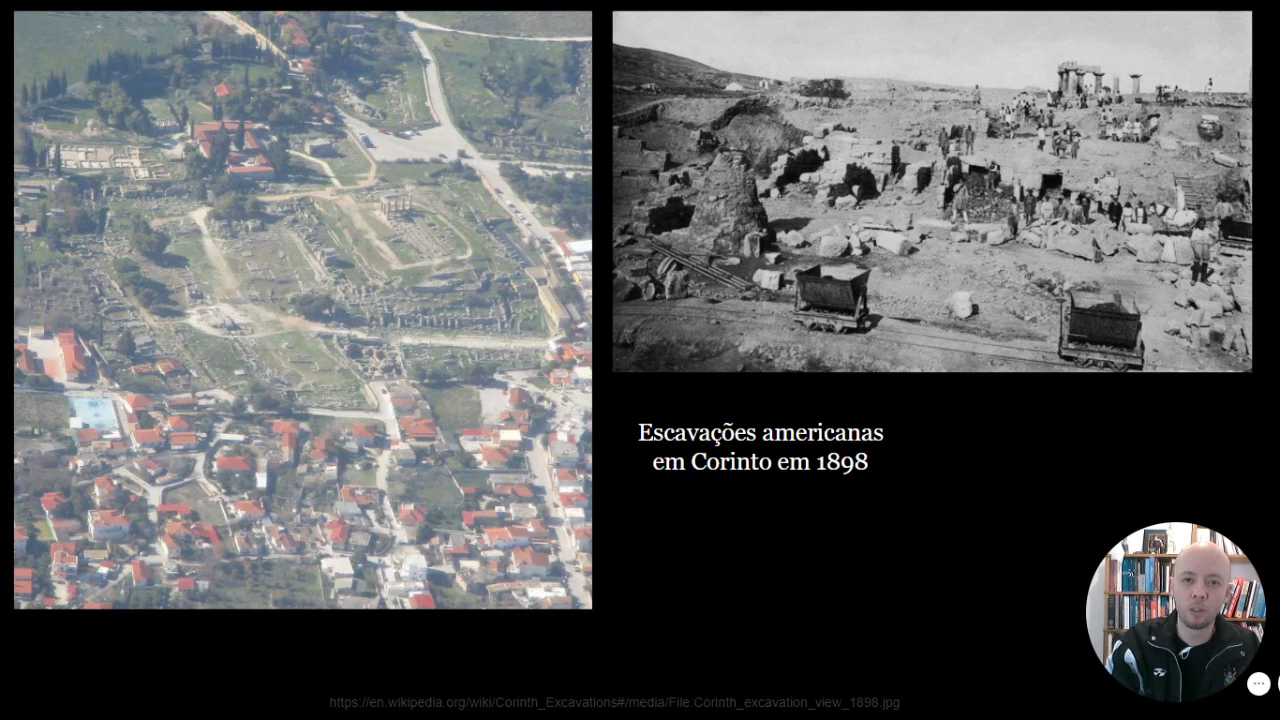 Escavações americanas
em Corinto em 1898
https://en.wikipedia.org/wiki/Corinth_Excavations#/media/File:Corinth_excavation_view_1898.jpg